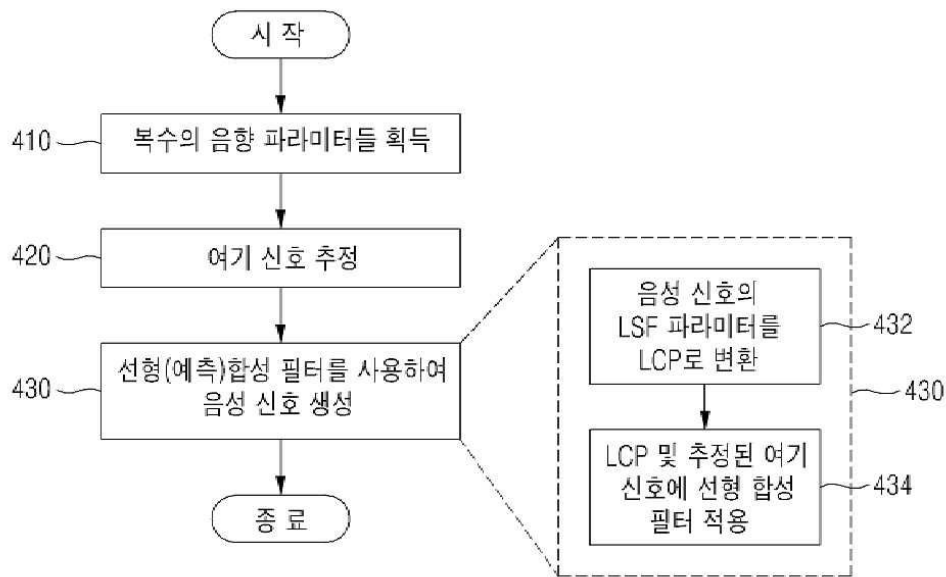 시 작
410
복수의 음향 파라미터들 획득
420
여기 신호 추정
430
선형(예측)합성 필터를 사용하여
음성 신호 생성
종 료
음성 신호의
LSF 파라미터를
LCP로 변환
432
430
LCP 및 추정된 여기
신호에 선형 합성
필터 적용
434